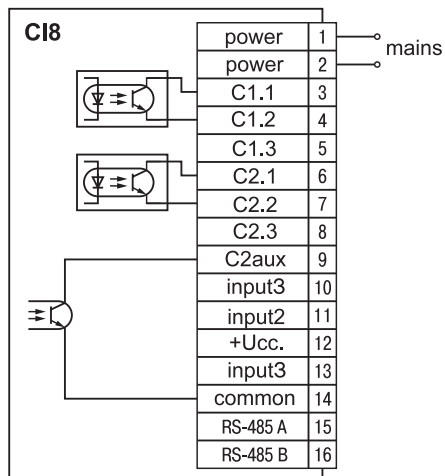 CI8
power 1
power 2
mains
C1.1 3
C1.2 4
C1.3 5
C2.1 6
C2.2 7
C2.3 8
C2aux 9
input3 10
input2 11
+Ucc. 12
input3 13
common 14
RS-485 A 15
RS-485 B 16